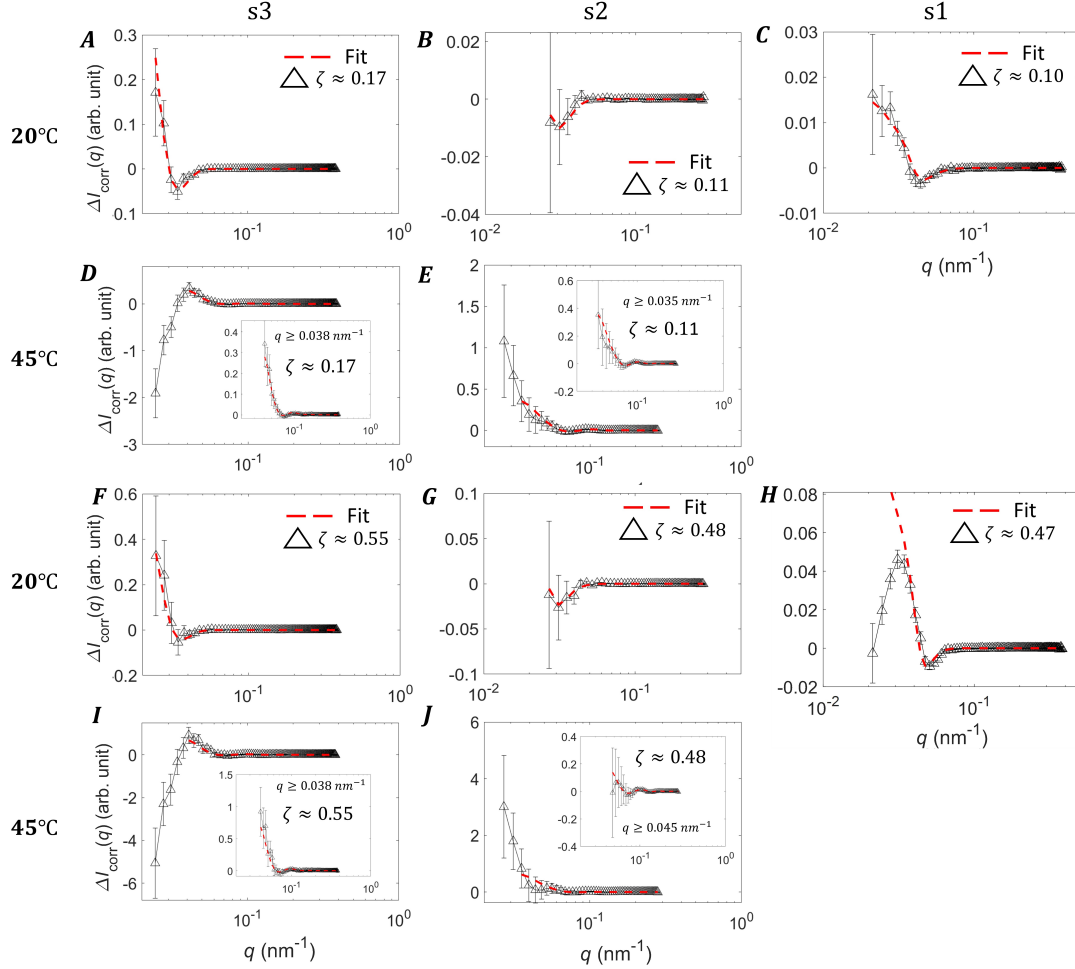 s3
s2
s1
20°C
A
ΔI_corr(q) (arb. unit)
0.3
0.2
0.1
0
0.1
10⁻¹
10⁰
Fit
ζ ≈ 0.17
B
0.02
0
-0.02
-0.04
10⁻²
10⁻¹
Fit
ζ ≈ 0.11
C
0.03
0.02
0.01
0
-0.01
10⁻²
10⁻¹
q (nm⁻¹)
Fit
ζ ≈ 0.10
45°C
D
ΔI_corr(q) (arb. unit)
1
0
-1
-2
-3
10⁻¹
10⁰
q ≥ 0.038 nm⁻¹
ζ ≈ 0.17
0.4
0.3
0.2
0.1
0
10⁻¹
10⁰
E
2
1.5
1
0.5
0
10⁻¹
10⁰
q ≥ 0.035 nm⁻¹
ζ ≈ 0.11
0.6
0.4
0.2
0
-0.2
10⁻¹
10⁰
20°C
F
ΔI_corr(q) (arb. unit)
0.6
0.4
0.2
0
0.2
10⁻¹
10⁰
Fit
ζ ≈ 0.55
G
0.1
0.05
0
-0.05
-0.1
10⁻²
10⁻¹
Fit
ζ ≈ 0.48
H
0.08
0.06
0.04
0.02
0
-0.02
10⁻²
10⁻¹
q (nm⁻¹)
Fit
ζ ≈ 0.47
45°C
I
ΔI_corr(q) (arb. unit)
2
0
-2
-4
-6
10⁻¹
10⁰
q (nm⁻¹)
q ≥ 0.038 nm⁻¹
ζ ≈ 0.55
1.5
1
0.5
0
10⁻¹
10⁰
J
6
4
2
0
10⁻¹
10⁰
q (nm⁻¹)
ζ ≈ 0.48
q ≥ 0.045 nm⁻¹
0.4
0.2
0
-0.2
-0.4
10⁻¹
10⁰